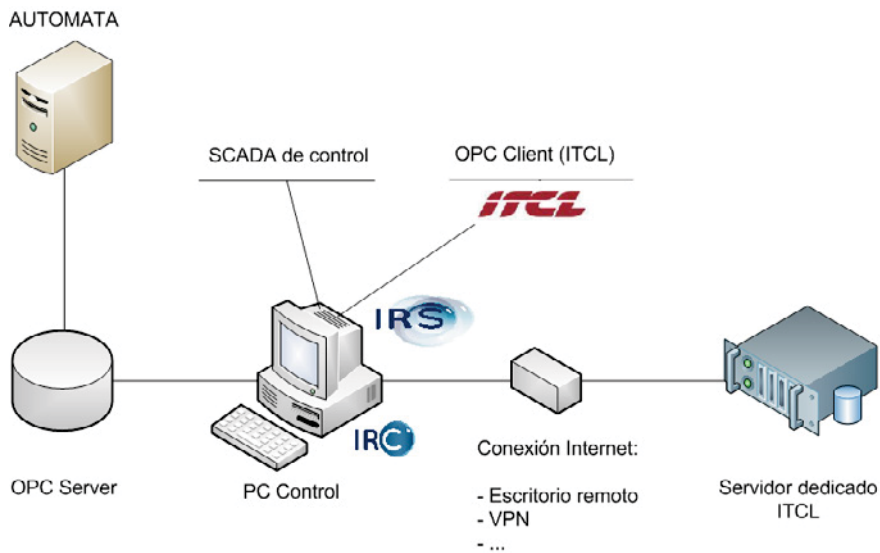 AUTOMATA
SCADA de control
OPC Client (ITCL)
ITCL
IRS
IRC
OPC Server
PC Control
Conexión Internet:
- Escritorio remoto
- VPN
- ...
Servidor dedicado
ITCL